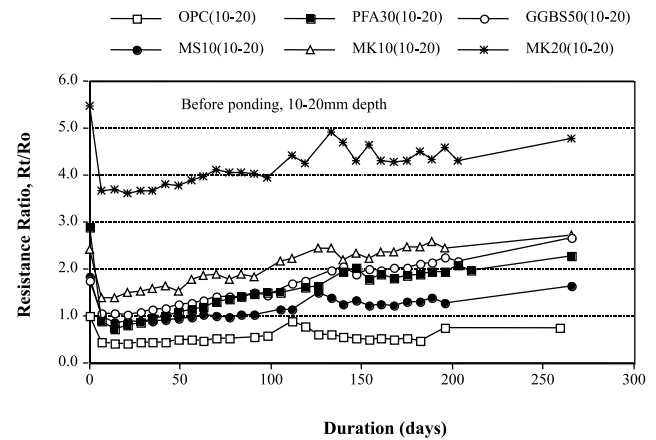 OPC(10-20) PFA30(10-20) GGBS50(10-20)
MS10(10-20) MK10(10-20) MK20(10-20)
6.0
Before ponding, 10-20mm depth
5.0
4.0
3.0
2.0
1.0
0.0
Resistance Ratio, Rt/Ro
0 50 100 150 200 250 300
Duration (days)